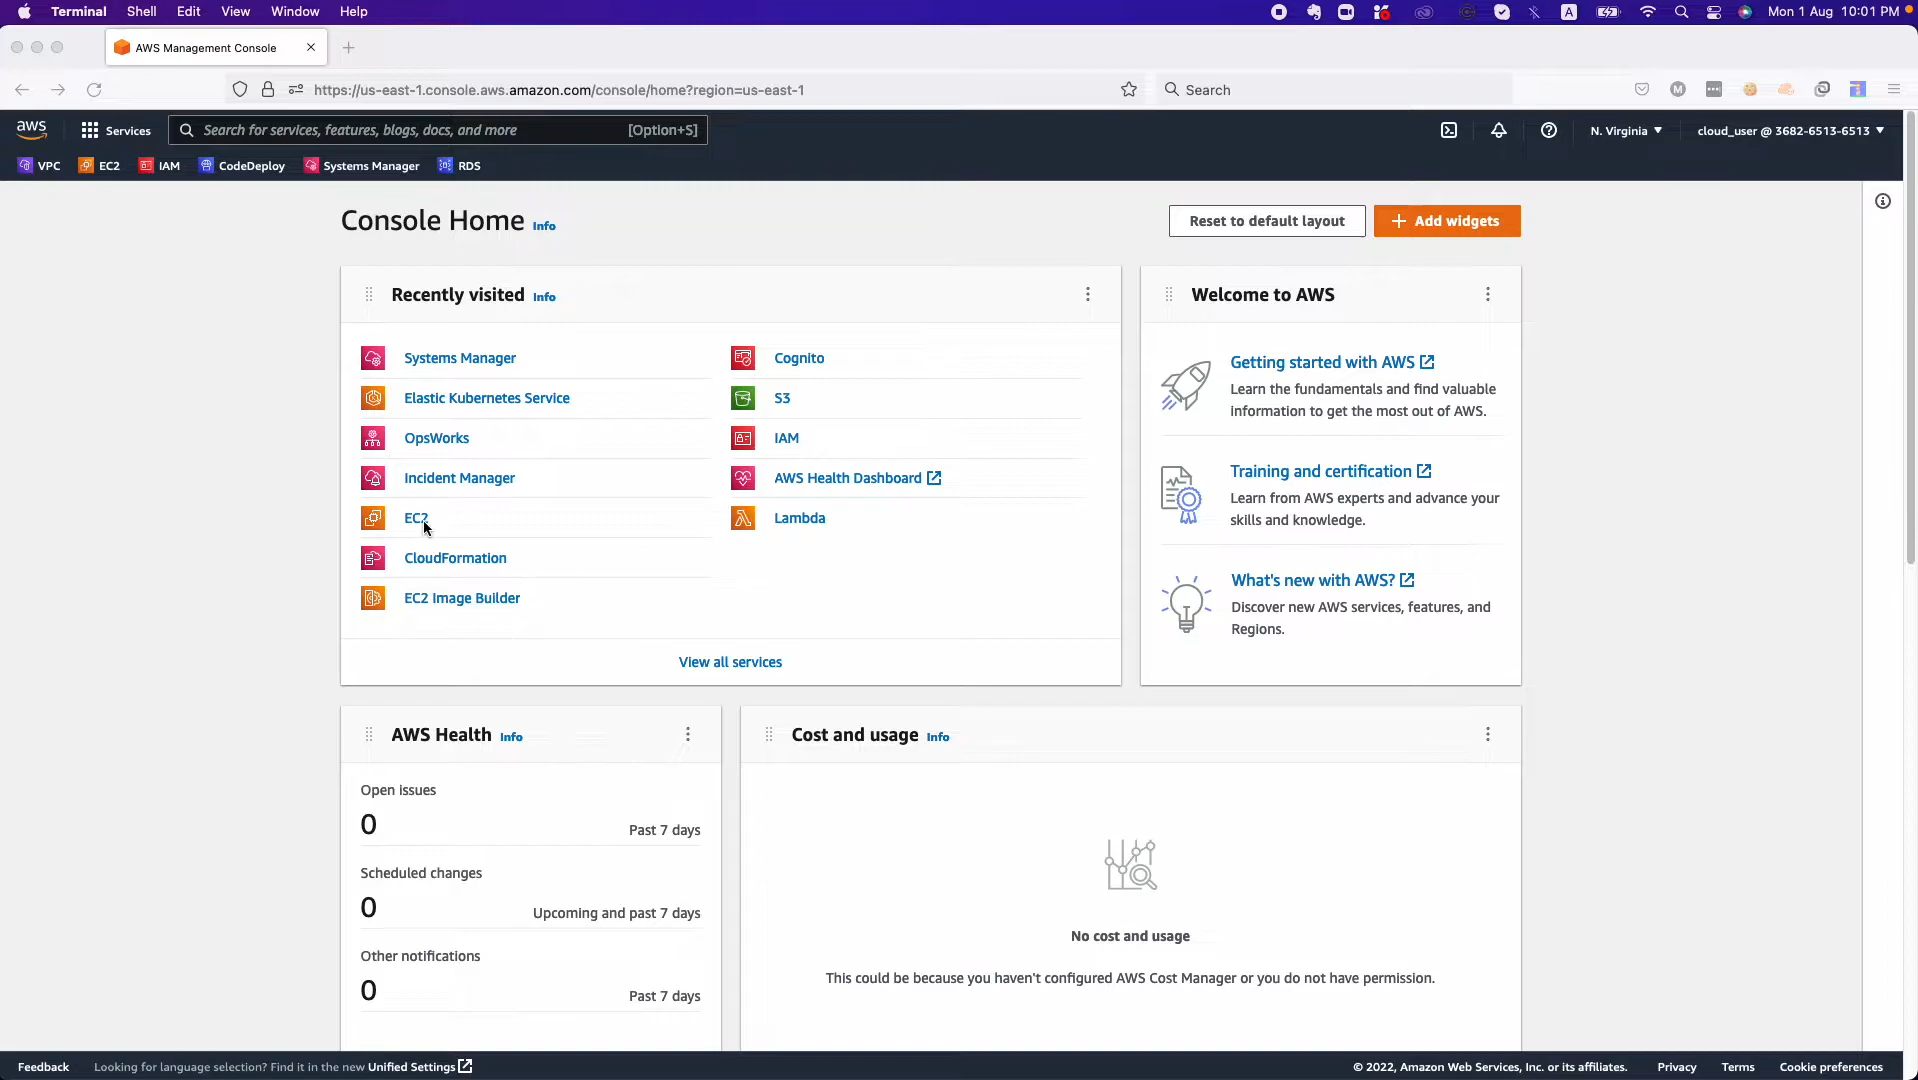 Terminal Shell Edit View Window Help
A Mon 1 Aug 10:01 PM
AWS Management Console
https://us-east-1.console.aws.amazon.com/console/home?region=us-east-1
Search
aws Services Search for services, features, blogs, docs, and more [Option+S]
N. Virginia ▼ cloud_user @ 3682-6513-6513 ▼
VPC EC2 IAM CodeDeploy Systems Manager RDS
Console Home Info
Reset to default layout
Add widgets
Recently visited Info
Systems Manager
Elastic Kubernetes Service
OpsWorks
Incident Manager
EC2
CloudFormation
EC2 Image Builder
Cognito
S3
IAM
AWS Health Dashboard
Lambda
View all services
Welcome to AWS
Getting started with AWS
Learn the fundamentals and find valuable
information to get the most out of AWS.
Training and certification
Learn from AWS experts and advance your
skills and knowledge.
What's new with AWS?
Discover new AWS services, features, and
Regions.
AWS Health Info
Open issues
0 Past 7 days
Scheduled changes
0 Upcoming and past 7 days
Other notifications
0 Past 7 days
Cost and usage Info
No cost and usage
This could be because you haven't configured AWS Cost Manager or you do not have permission.
Feedback Looking for language selection? Find it in the new Unified Settings
© 2022, Amazon Web Services, Inc. or its affiliates. Privacy Terms Cookie preferences